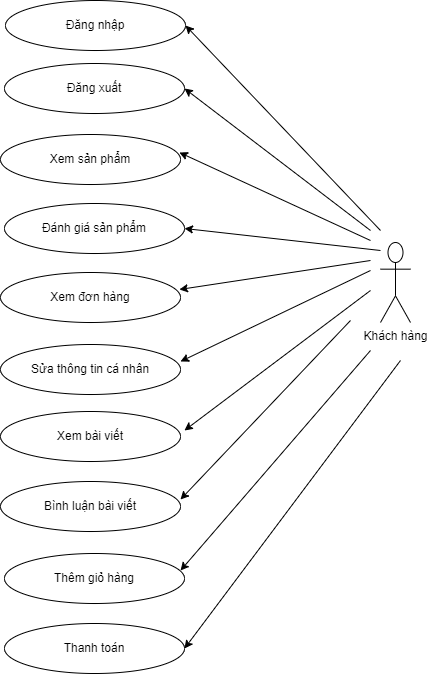 Đăng nhập
Đăng xuất
Xem sản phẩm
Đánh giá sản phẩm
Xem đơn hàng
Khách hàng
Sửa thông tin cá nhân
Xem bài viết
Bình luận bài viết
Thêm giỏ hàng
Thanh toán